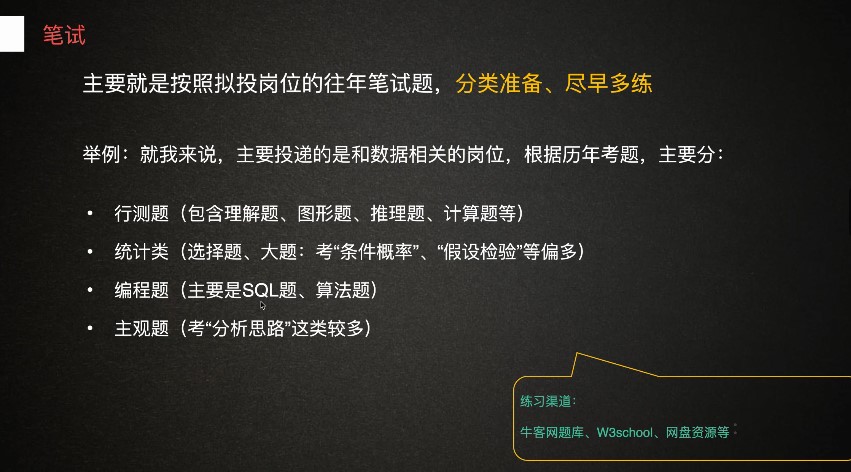 笔试
主要就是按照拟投岗位的往年笔试题，分类准备、尽早多练
举例：就我来说，主要投递的是和数据相关的岗位，根据历年考题，主要分：
• 行测题（包含理解题、图形题、推理题、计算题等）
• 统计类（选择题、大题：考“条件概率”、“假设检验”等偏多）
• 编程题（主要是SQL题、算法题）
• 主观题（考“分析思路”这类较多）
练习渠道：
牛客网题库、W3school、网盘资源等